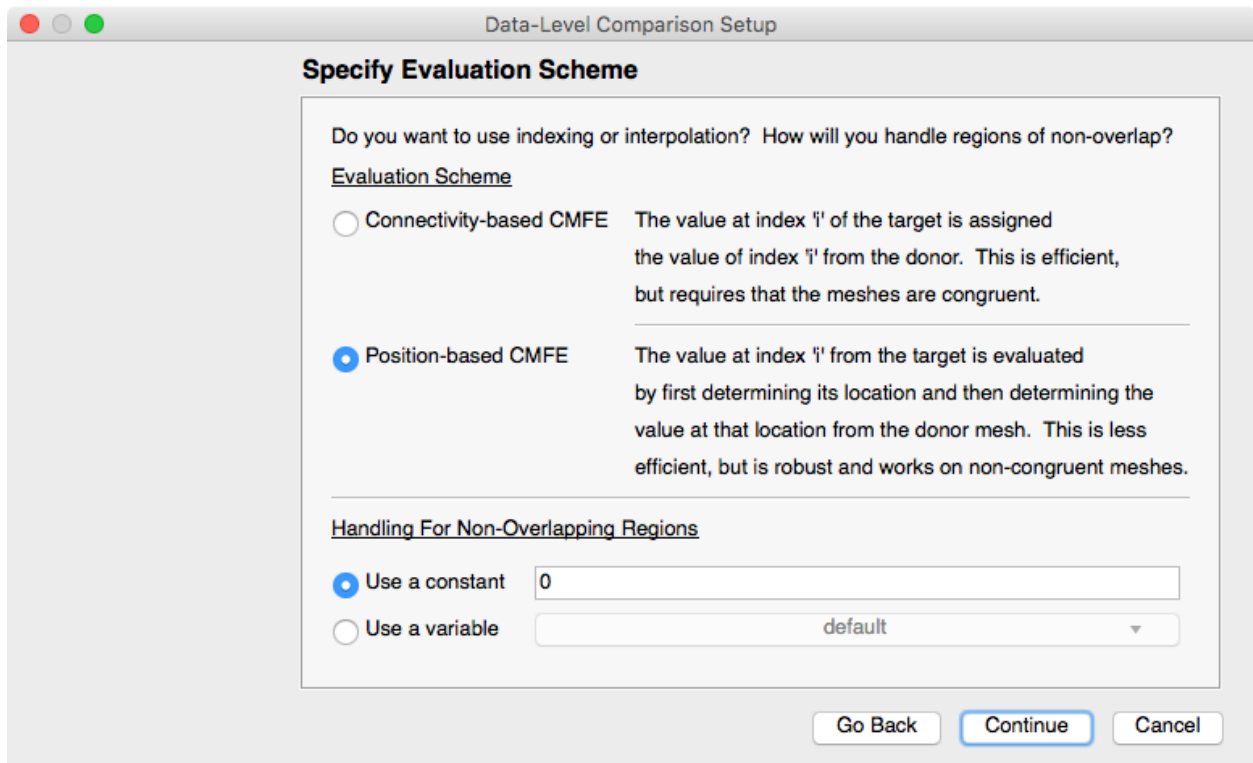 Data-Level Comparison Setup
Specify Evaluation Scheme
Do you want to use indexing or interpolation?  How will you handle regions of non-overlap?
Evaluation Scheme
Connectivity-based CMFE
The value at index 'i' of the target is assigned
the value of index 'i' from the donor.  This is efficient,
but requires that the meshes are congruent.
Position-based CMFE
The value at index 'i' from the target is evaluated
by first determining its location and then determining the
value at that location from the donor mesh.  This is less
efficient, but is robust and works on non-congruent meshes.
Handling For Non-Overlapping Regions
Use a constant 0
Use a variable default
Go Back Continue Cancel